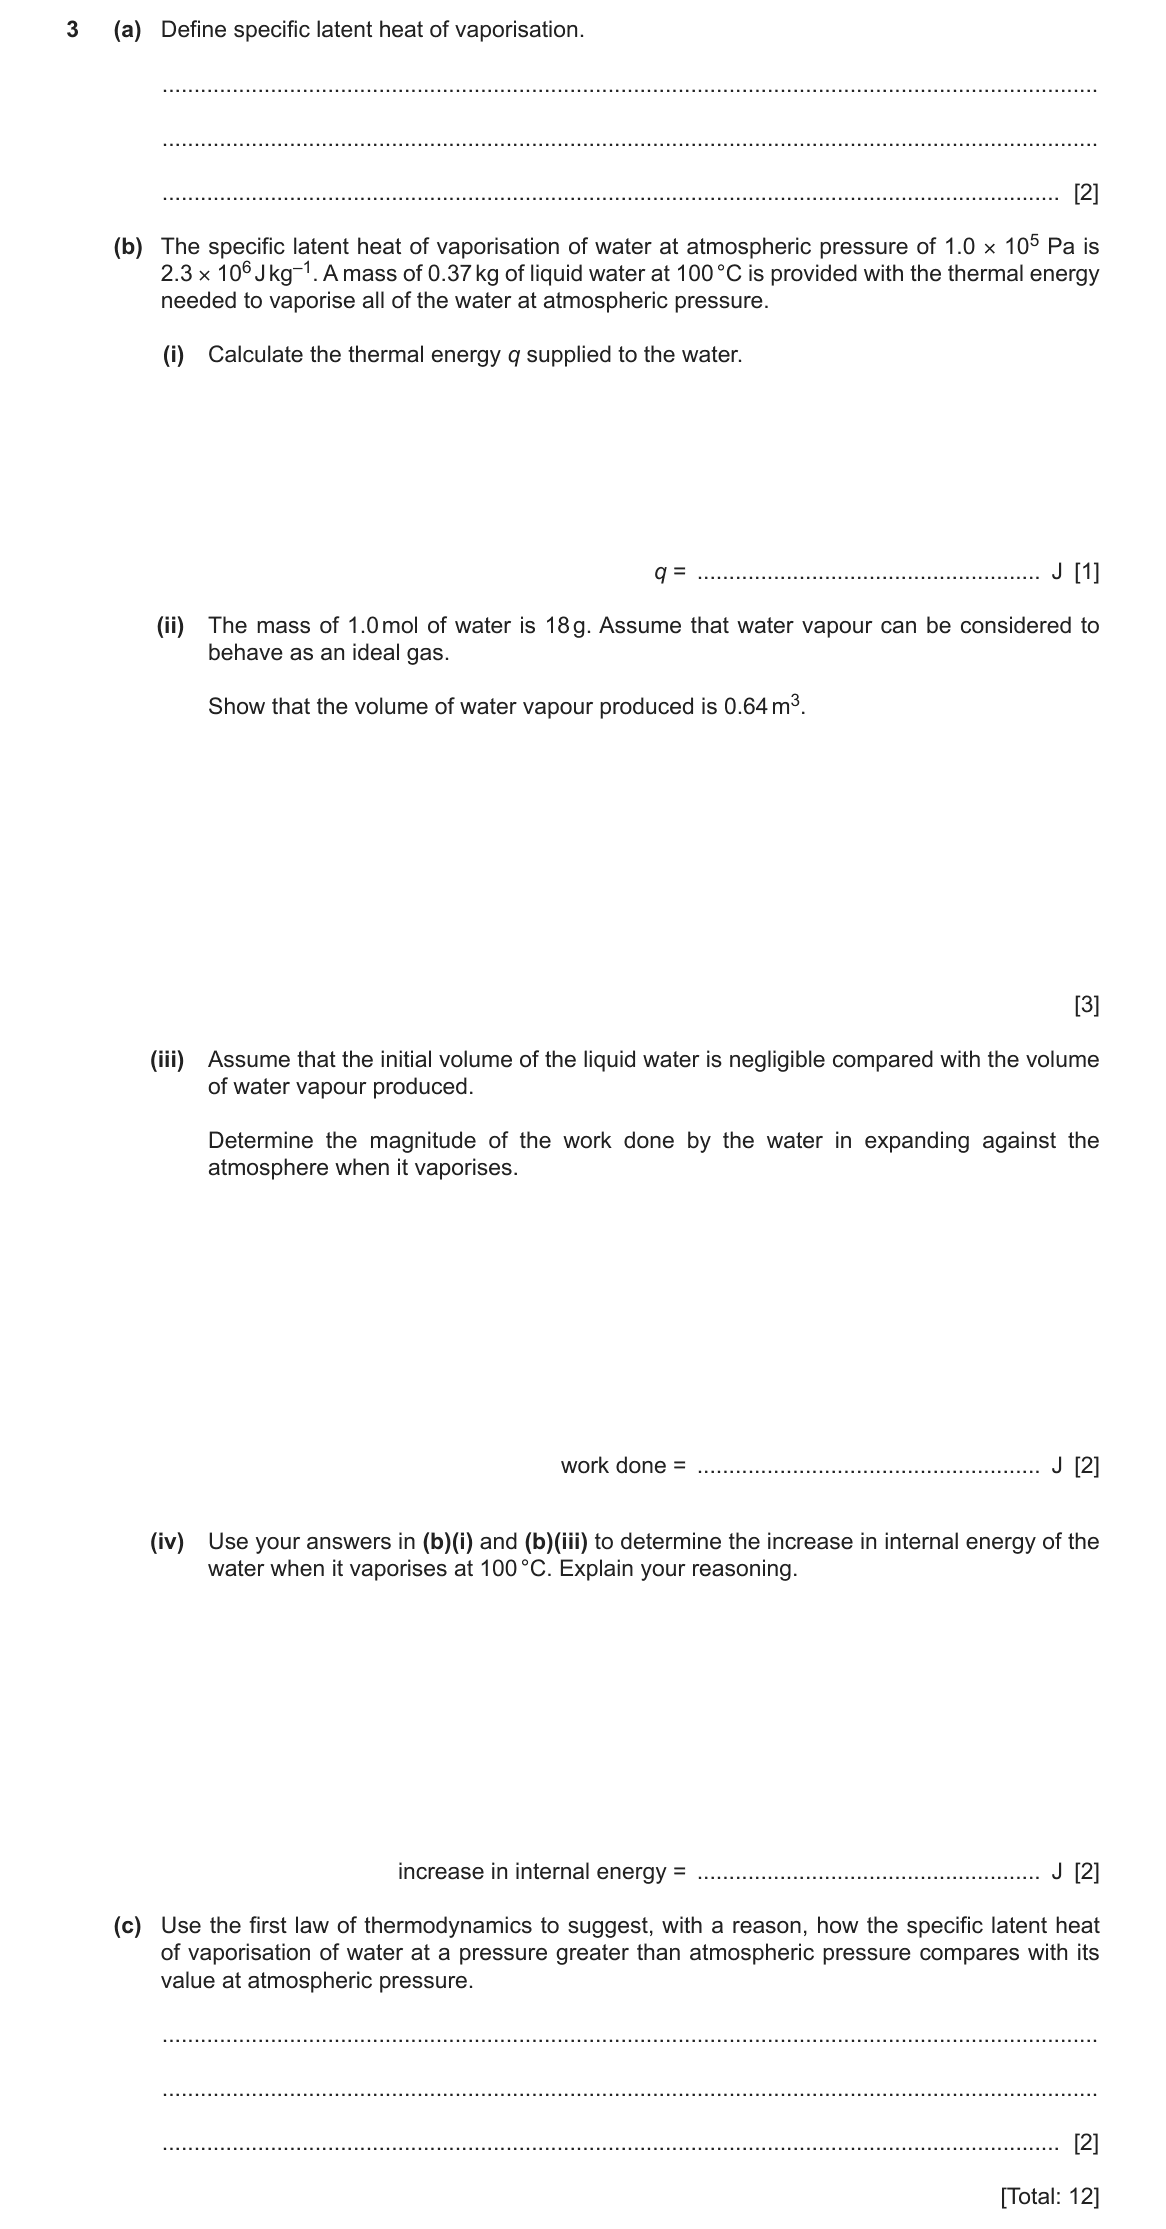 3 (a) Define specific latent heat of vaporisation.
..........................................................................................
..........................................................................................
.......................................................................................... [2]
(b) The specific latent heat of vaporisation of water at atmospheric pressure of 1.0 × 10⁵ Pa is
2.3 × 10⁶ J kg⁻¹. A mass of 0.37 kg of liquid water at 100 °C is provided with the thermal energy
needed to vaporise all of the water at atmospheric pressure.
(i) Calculate the thermal energy q supplied to the water.
q = ...................................................... J [1]
(ii) The mass of 1.0 mol of water is 18 g. Assume that water vapour can be considered to
behave as an ideal gas.
Show that the volume of water vapour produced is 0.64 m³.
[3]
(iii) Assume that the initial volume of the liquid water is negligible compared with the volume
of water vapour produced.
Determine the magnitude of the work done by the water in expanding against the
atmosphere when it vaporises.
work done = ...................................................... J [2]
(iv) Use your answers in (b)(i) and (b)(iii) to determine the increase in internal energy of the
water when it vaporises at 100 °C. Explain your reasoning.
increase in internal energy = ...................................................... J [2]
(c) Use the first law of thermodynamics to suggest, with a reason, how the specific latent heat
of vaporisation of water at a pressure greater than atmospheric pressure compares with its
value at atmospheric pressure.
..........................................................................................
..........................................................................................
.......................................................................................... [2]
[Total: 12]